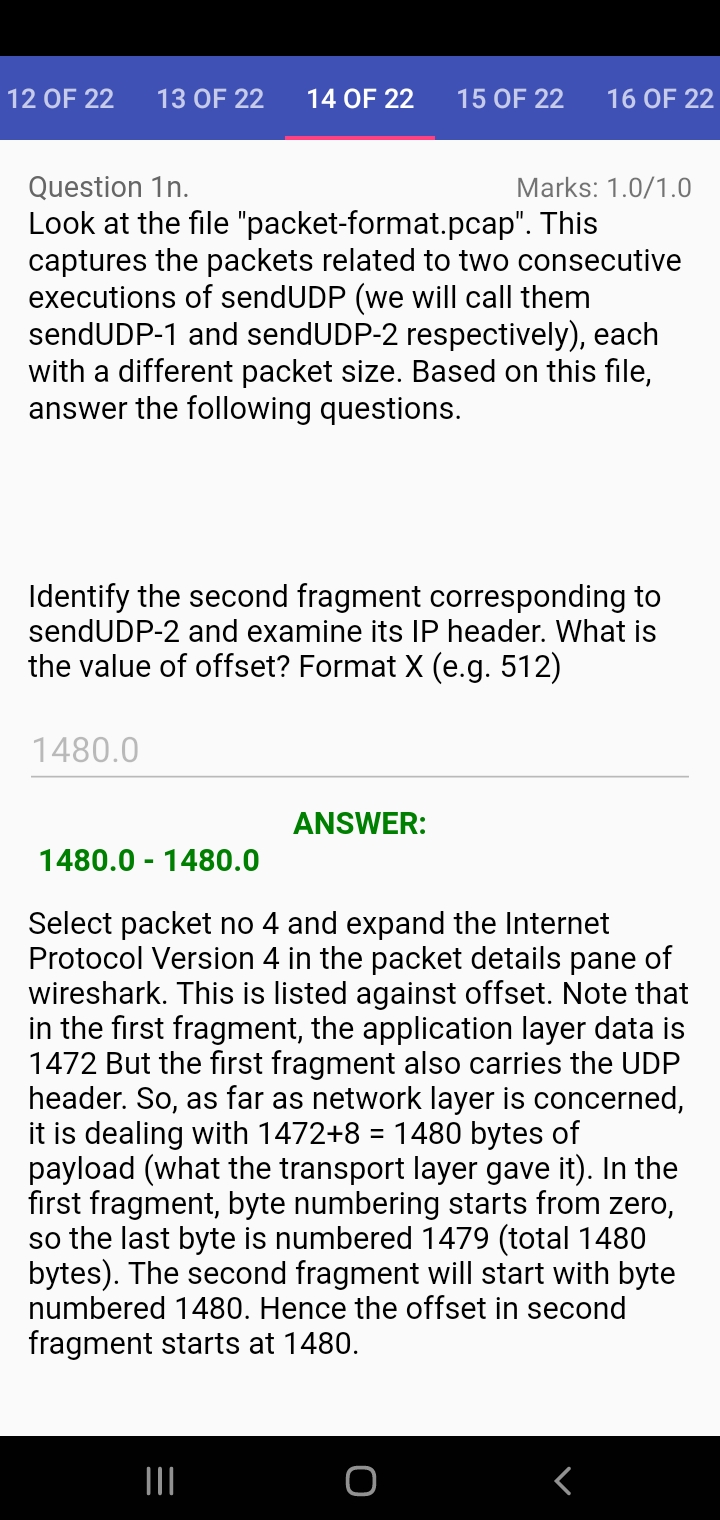 12 OF 22 13 OF 22 14 OF 22 15 OF 22 16 OF 22
Question 1n. Marks: 1.0/1.0
Look at the file "packet-format.pcap". This
captures the packets related to two consecutive
executions of sendUDP (we will call them
sendUDP-1 and sendUDP-2 respectively), each
with a different packet size. Based on this file,
answer the following questions.
Identify the second fragment corresponding to
sendUDP-2 and examine its IP header. What is
the value of offset? Format X (e.g. 512)
1480.0
ANSWER:
1480.0 - 1480.0
Select packet no 4 and expand the Internet
Protocol Version 4 in the packet details pane of
wireshark. This is listed against offset. Note that
in the first fragment, the application layer data is
1472 But the first fragment also carries the UDP
header. So, as far as network layer is concerned,
it is dealing with 1472+8 = 1480 bytes of
payload (what the transport layer gave it). In the
first fragment, byte numbering starts from zero,
so the last byte is numbered 1479 (total 1480
bytes). The second fragment will start with byte
numbered 1480. Hence the offset in second
fragment starts at 1480.